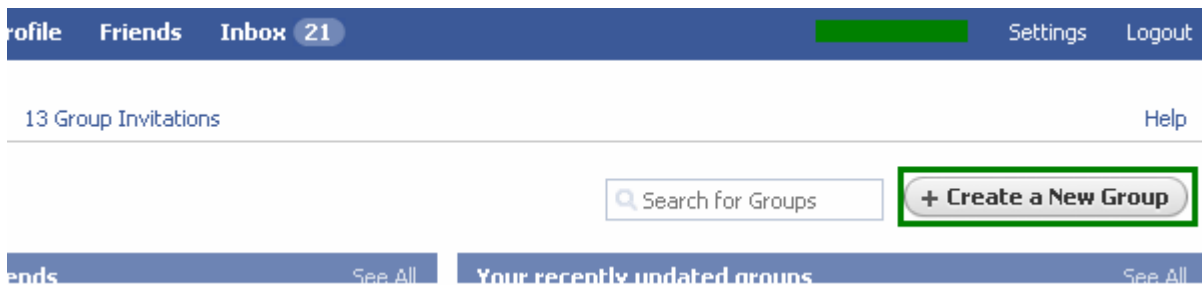 rofile Friends Inbox 21 Settings Logout
13 Group Invitations Help
Search for Groups + Create a New Group
ends See All Your recently updated groups See All